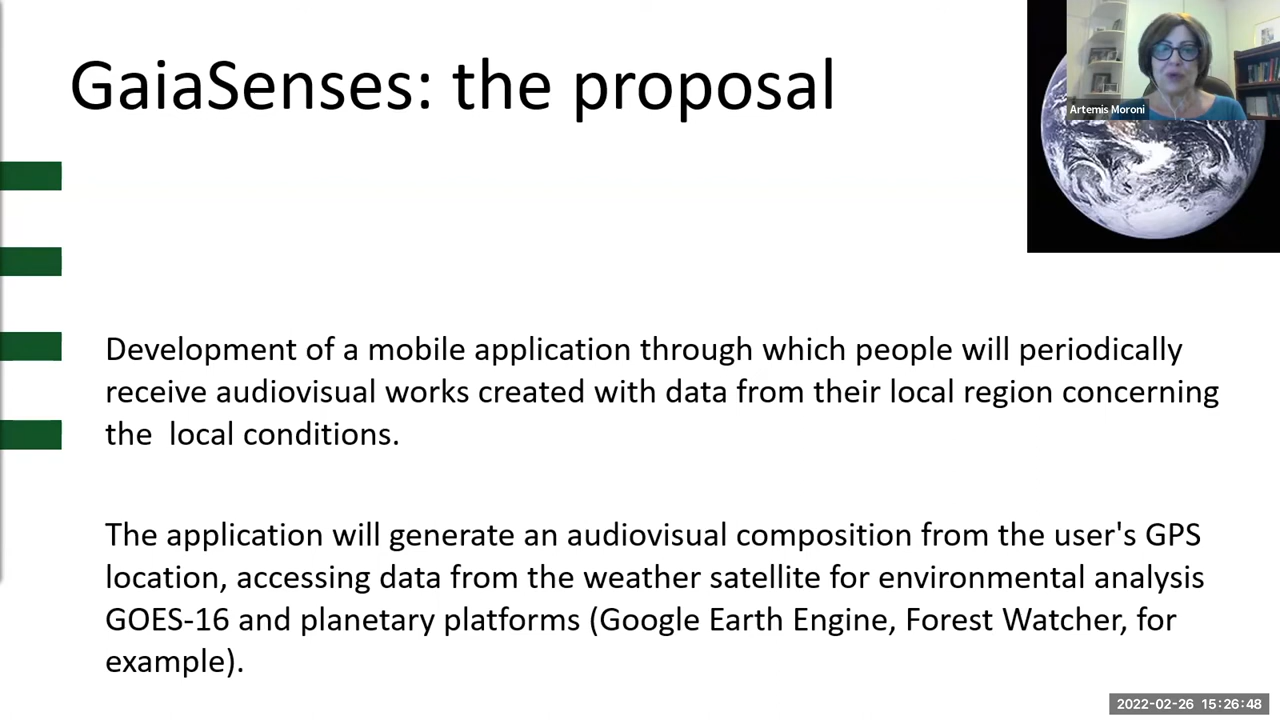 GaiaSenses: the proposal
Artemis Moroni
Development of a mobile application through which people will periodically
receive audiovisual works created with data from their local region concerning
the  local conditions.
The application will generate an audiovisual composition from the user's GPS
location, accessing data from the weather satellite for environmental analysis
GOES-16 and planetary platforms (Google Earth Engine, Forest Watcher, for
example).
2022-02-26 15:26:48